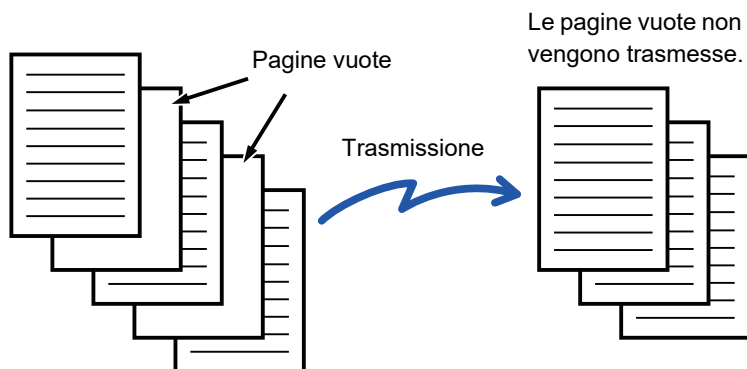 Le pagine vuote non
vengono trasmesse.
Pagine vuote
Trasmissione